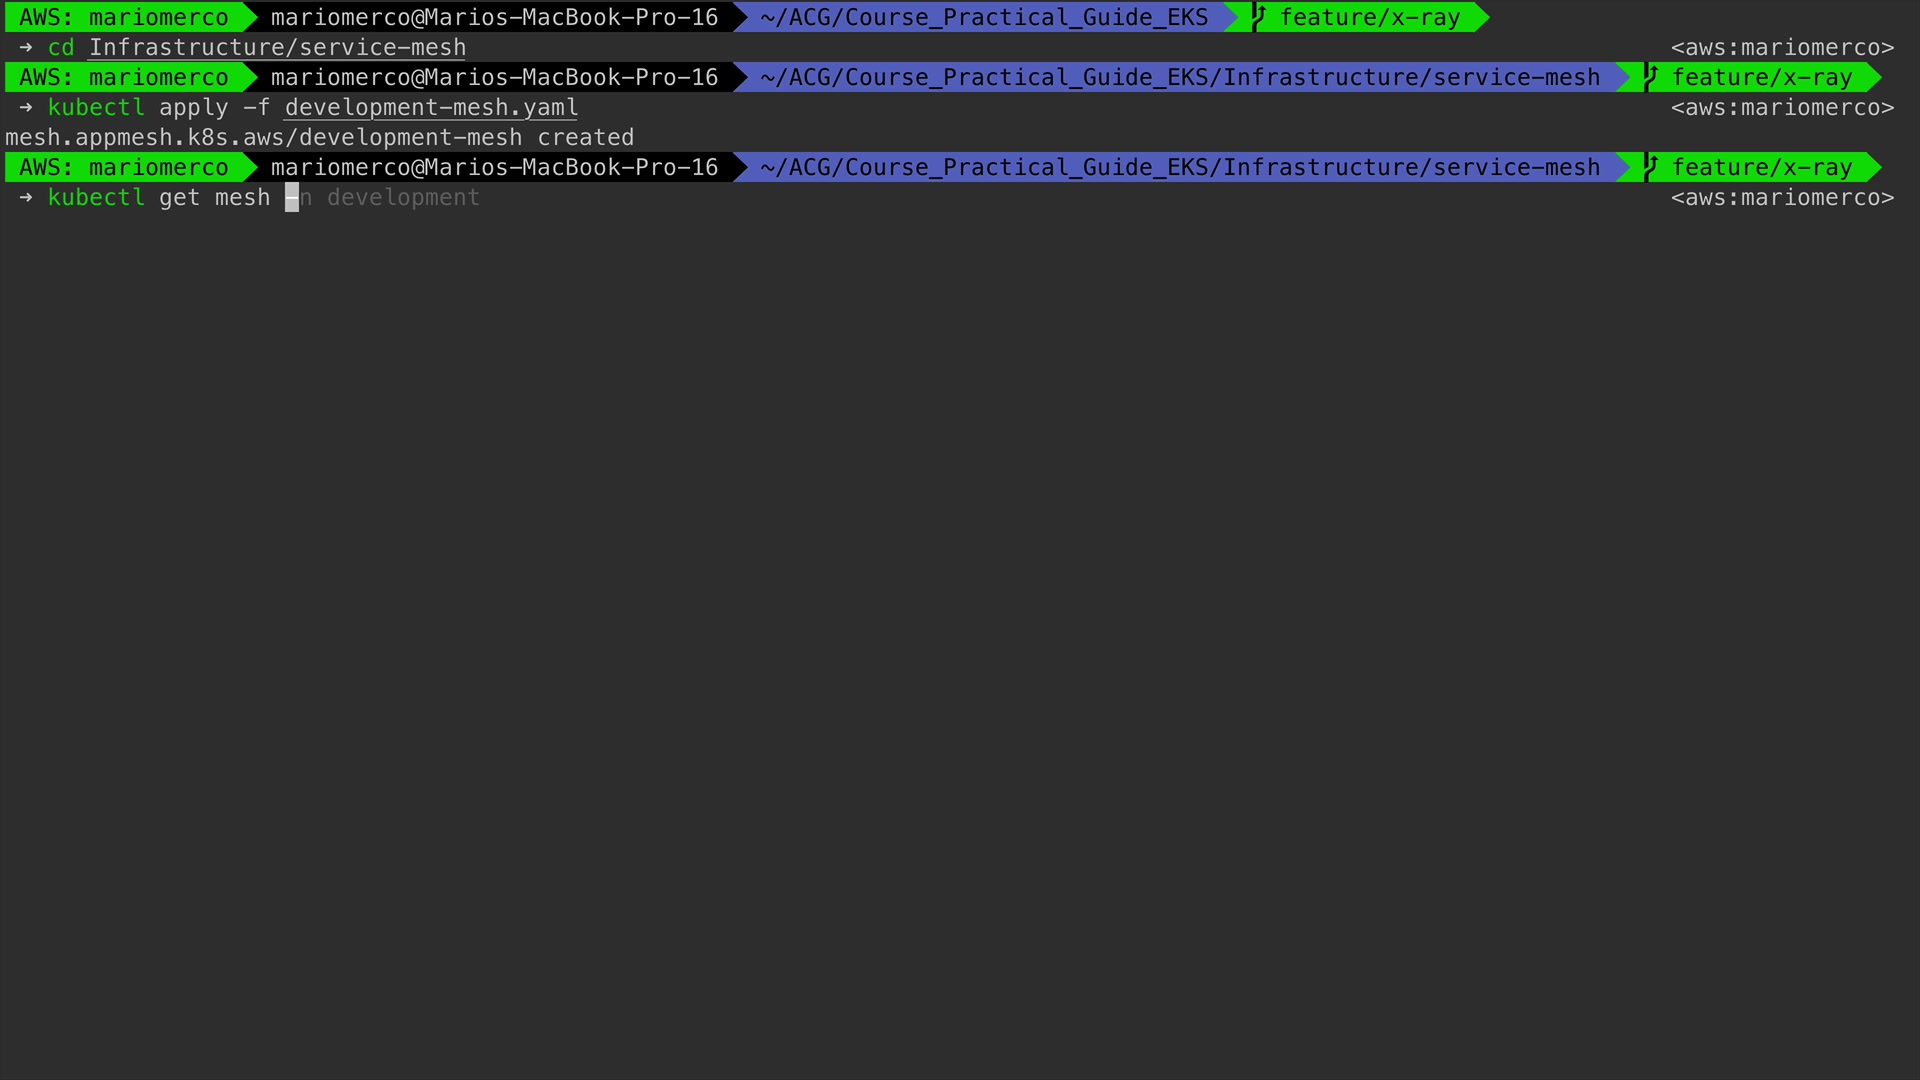 AWS: mariomerco mariomerco@Marios-MacBook-Pro-16 ~/ACG/Course_Practical_Guide_EKS feature/x-ray
→ cd Infrastructure/service-mesh <aws:mariomerco>
AWS: mariomerco mariomerco@Marios-MacBook-Pro-16 ~/ACG/Course_Practical_Guide_EKS/Infrastructure/service-mesh feature/x-ray
→ kubectl apply -f development-mesh.yaml <aws:mariomerco>
mesh.appmesh.k8s.aws/development-mesh created
AWS: mariomerco mariomerco@Marios-MacBook-Pro-16 ~/ACG/Course_Practical_Guide_EKS/Infrastructure/service-mesh feature/x-ray
→ kubectl get mesh -n development <aws:mariomerco>